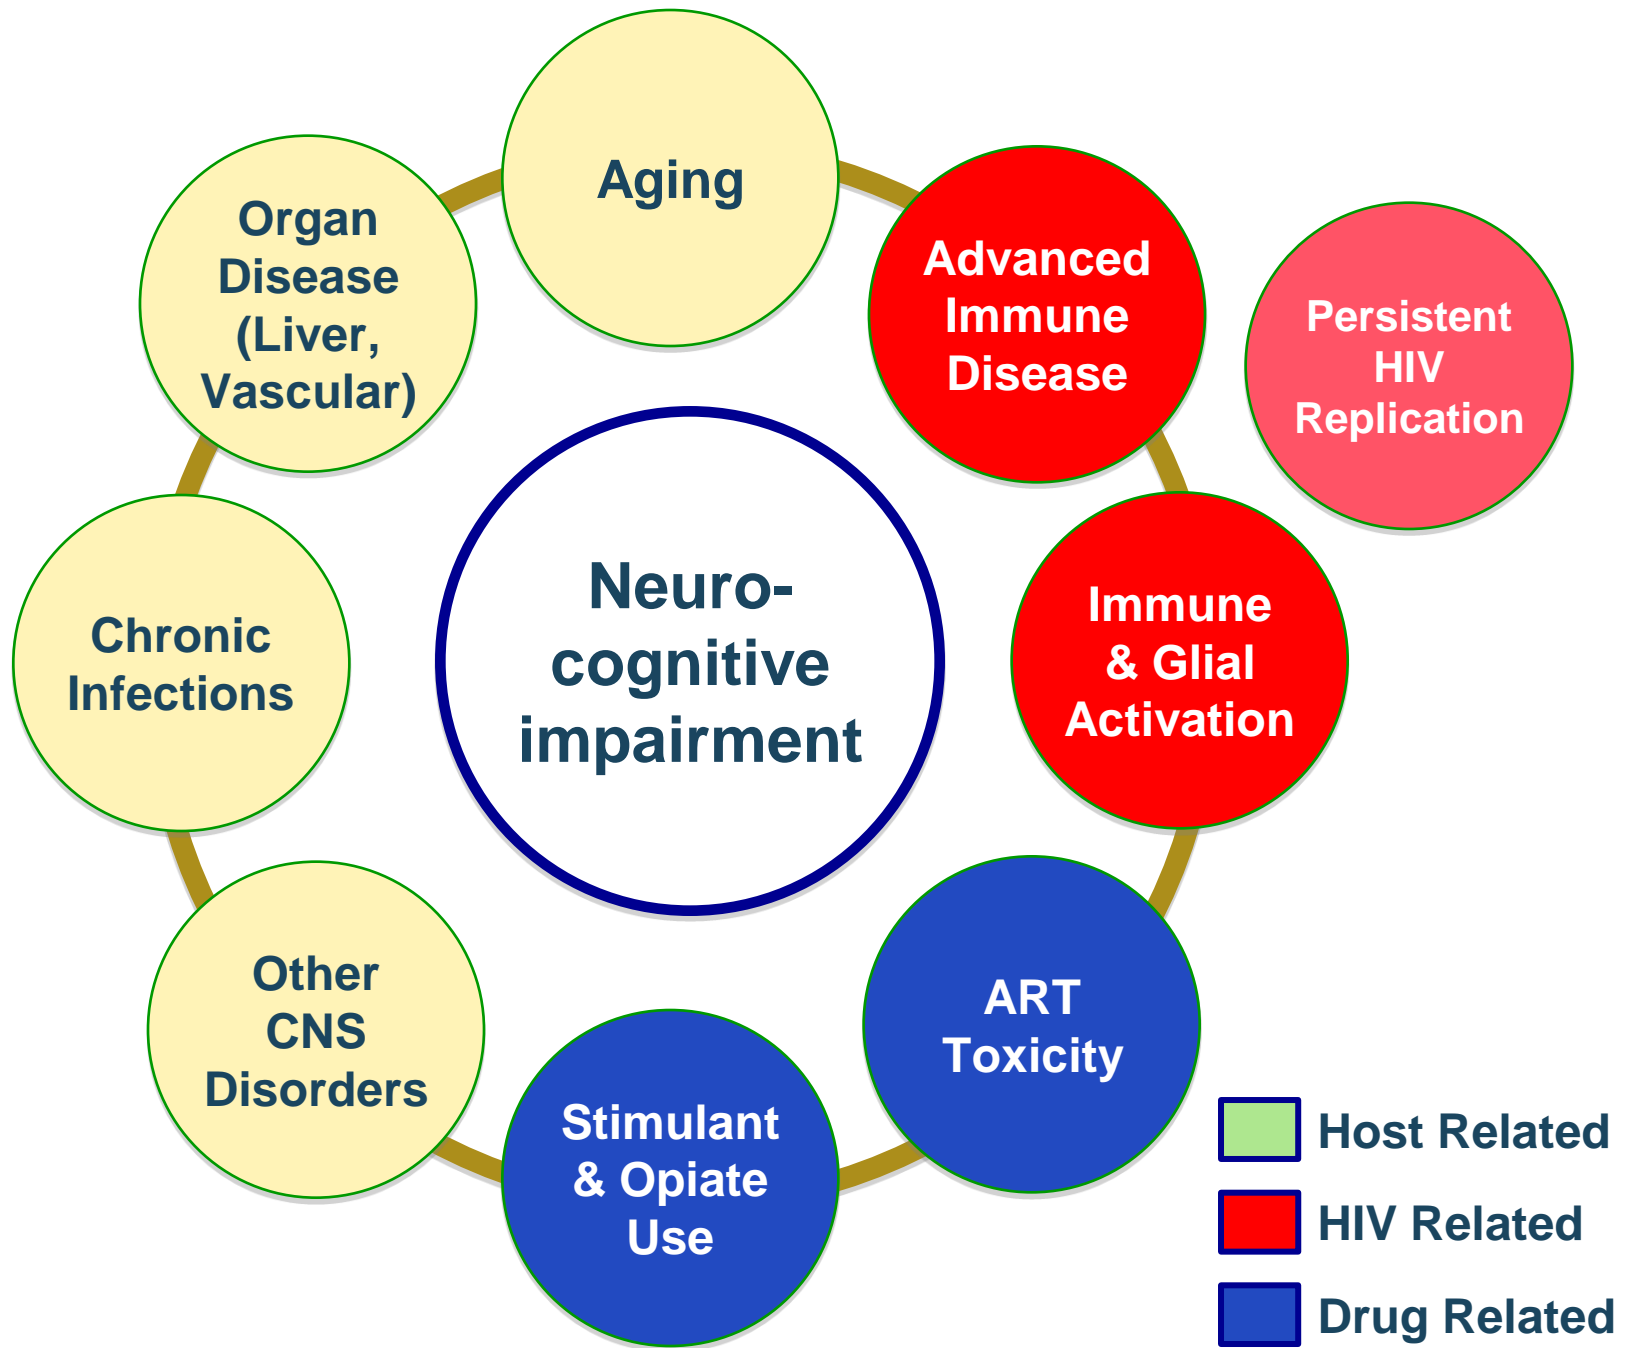 Aging
Organ
Disease
(Liver,
Vascular)
Advanced
Immune
Disease
Persistent
HIV
Replication
Neuro-
cognitive
impairment
Chronic
Infections
Immune
& Glial
Activation
Other
CNS
Disorders
ART
Toxicity
Stimulant
& Opiate
Use
Host Related
HIV Related
Drug Related